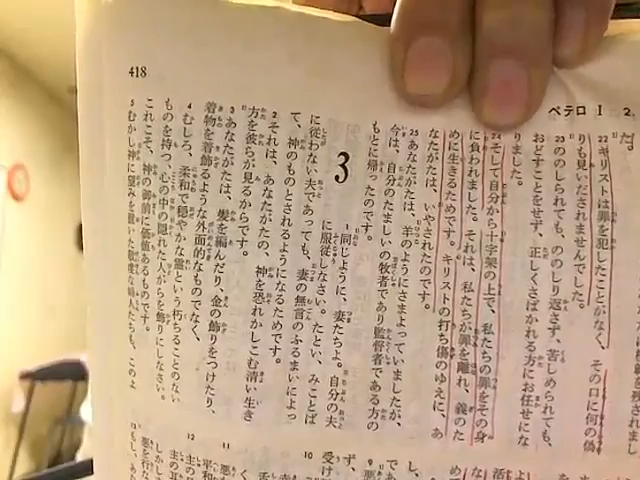 418
ペテロ I 2.
22 キリストは罪を犯したことがなく、その口に何の偽
りも見いだされませんでした。
23 ののしられても、ののしり返さず、苦しめられても、
おどすことをせず、正しくさばかれる方にお任せにな
りました。
24 そして自分から十字架の上で、私たちの罪をその身
に負われました。それは、私たちが罪を離れ、義のた
めに生きるためです。キリストの打ち傷のゆえに、あ
なたがたは、いやされたのです。
25 あなたがたは、羊のようにさまよっていましたが、
今は、自分のたましいの牧者であり監督者である方の
もとに帰ったのです。
3
1 同じように、妻たちよ。自分の夫
に服従しなさい。たとい、みことば
に従わない夫であっても、妻の無言のふるまいによっ
て、神のものとされるようになるためです。
2 それは、あなたがたの、神を恐れかしこむ清い生き
方を彼らが見るからです。
3 あなたがたは、髪を編んだり、金の飾りをつけたり、
着物を着飾るような外面的なものでなく、
4 むしろ、柔和で穏やかな霊という朽ちることのない
ものを持つ、心の中の隠れた人がらを飾りにしなさい。
これこそ、神の御前に価値あるものです。
5 むかし神に望みを置いた敬虔な婦人たちも、このよ